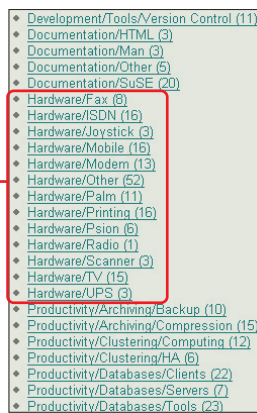 Development/Tools/Version Control (11)
Documentation/HTML (3)
Documentation/Man (3)
Documentation/Other (5)
Documentation/SuSE (20)
Hardware/Fax (8)
Hardware/ISDN (16)
Hardware/Joystick (3)
Hardware/Mobile (16)
Hardware/Modem (13)
Hardware/Other (52)
Hardware/Palm (11)
Hardware/Printing (16)
Hardware/Psion (6)
Hardware/Radio (1)
Hardware/Scanner (3)
Hardware/TV (15)
Hardware/UPS (3)
Productivity/Archiving/Backup (10)
Productivity/Archiving/Compression (15)
Productivity/Clustering/Computing (12)
Productivity/Clustering/HA (6)
Productivity/Databases/Clients (22)
Productivity/Databases/Servers (7)
Productivity/Databases/Tools (23)